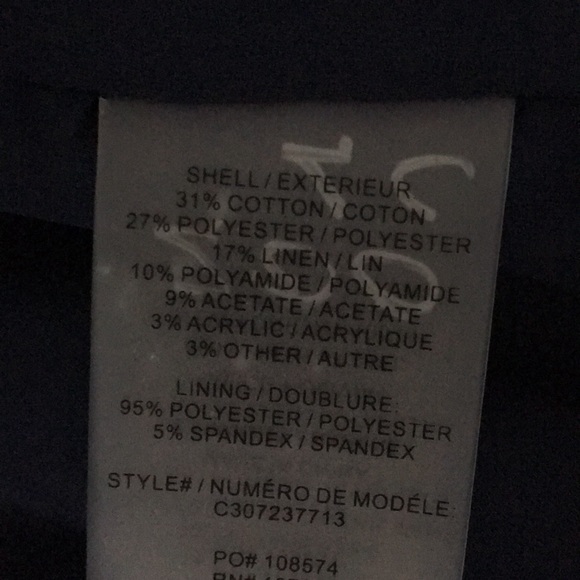 SHELL / EXTERIEUR
31% COTTON / COTON
27% POLYESTER / POLYESTER
17% LINEN / LIN
10% POLYAMIDE / POLYAMIDE
9% ACETATE / ACETATE
3% ACRYLIC / ACRYLIQUE
3% OTHER / AUTRE
LINING / DOUBLURE:
95% POLYESTER / POLYESTER
5% SPANDEX / SPANDEX
STYLE# / NUMÉRO DE MODÉLE:
C307237713
PO# 108574